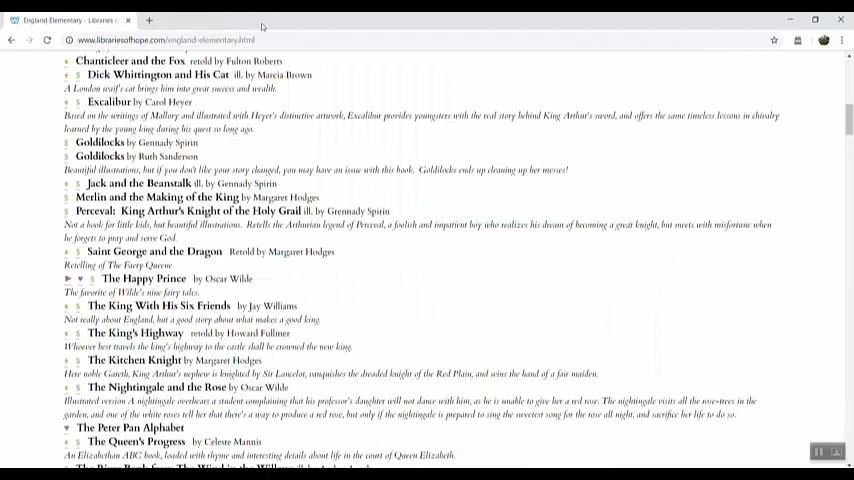 England Elementary - Libraries
www.librariesofhope.com/england-elementary.html
Chanticleer and the Fox retold by Fulton Roberts
$ Dick Whittington and His Cat ill. by Marcia Brown
A London waif's cat brings him into great success and wealth.
$ Excalibur by Carol Heyer
Based on the writings of Mallory and illustrated with Heyer's distinctive artwork, Excalibur provides youngsters with the real story behind King Arthur's sword, and offers the same timeless lessons in chivalry
learned by the young king during his quest so long ago.
$ Goldilocks by Gennady Spirin
$ Goldilocks by Ruth Sanderson
Beautiful illustrations, but if you don't like your story changed, you may have an issue with this book. Goldilocks ends up cleaning up her messes!
$ Jack and the Beanstalk ill. by Gennady Spirin
$ Merlin and the Making of the King by Margaret Hodges
$ Perceval: King Arthur's Knight of the Holy Grail ill. by Grennady Spirin
Not a book for little kids, but beautiful illustrations. Retells the Arthurian legend of Perceval, a foolish and impatient boy who realizes his dream of becoming a great knight, but meets with misfortune when
he forgets to pray and serve God.
$ Saint George and the Dragon Retold by Margaret Hodges
Retelling of The Faery Queene
$ The Happy Prince by Oscar Wilde
The favorite of Wilde's nine fairy tales.
$ The King With His Six Friends by Jay Williams
Not really about England, but a good story about what makes a good king.
$ The King's Highway retold by Howard Fullmer
Whoever best travels the king's highway to the castle shall be crowned the new king.
$ The Kitchen Knight by Margaret Hodges
Here noble Gareth, King Arthur's nephew is knighted by Sir Lancelot, vanquishes the dreaded knight of the Red Plain, and wins the hand of a fair maiden.
$ The Nightingale and the Rose by Oscar Wilde
Illustrated version A nightingale overhears a student complaining that his professor's daughter will not dance with him, as he is unable to give her a red rose. The nightingale visits all the rose-trees in the
garden, and one of the white roses tell her that there's a way to produce a red rose, but only if the nightingale is prepared to sing the sweetest song for the rose all night, and sacrifice her life to do so.
The Peter Pan Alphabet
$ The Queen's Progress by Celeste Mannis
An Elizabethan ABC book, loaded with rhyme and interesting details about life in the court of Queen Elizabeth.